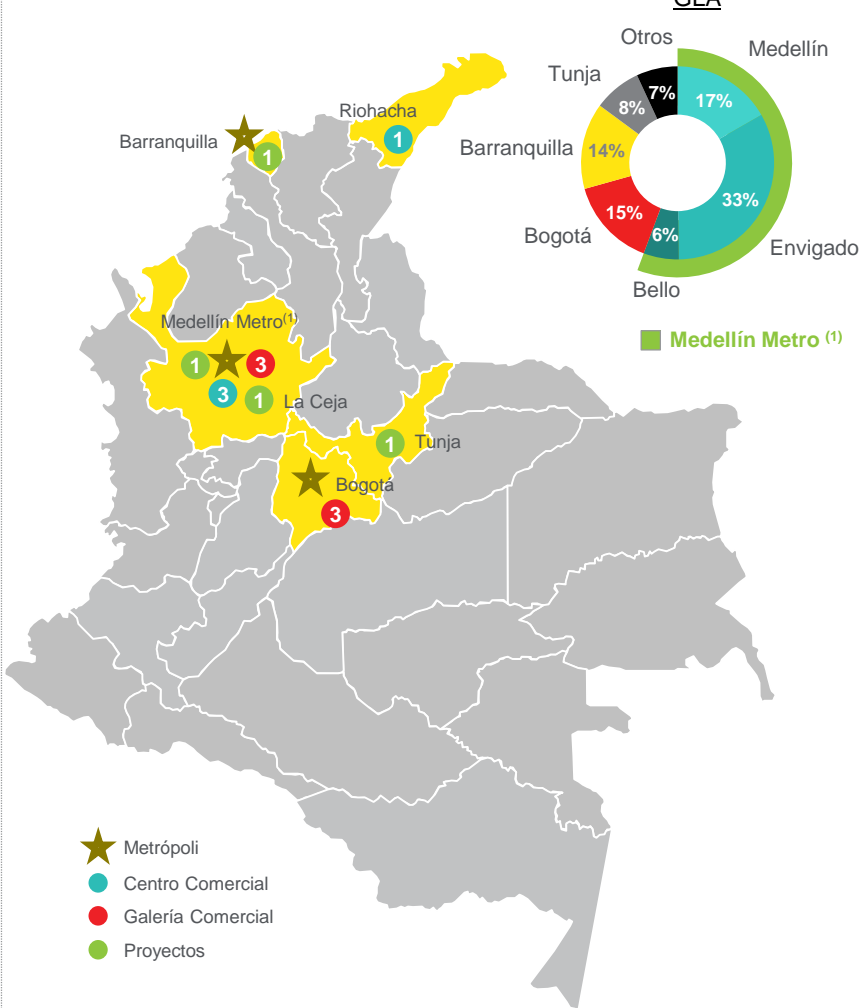 GLA
Otros
Medellín
Tunja
7%
17%
8%
Riohacha
Barranquilla
1
Barranquilla
14%
1
33%
15%
Bogotá
6%
Envigado
Bello
Medellín Metro(1)
Medellín Metro (1)
1
3
3
1
La Ceja
1
Tunja
Bogotá
3
Metrópoli
Centro Comercial
Galería Comercial
Proyectos